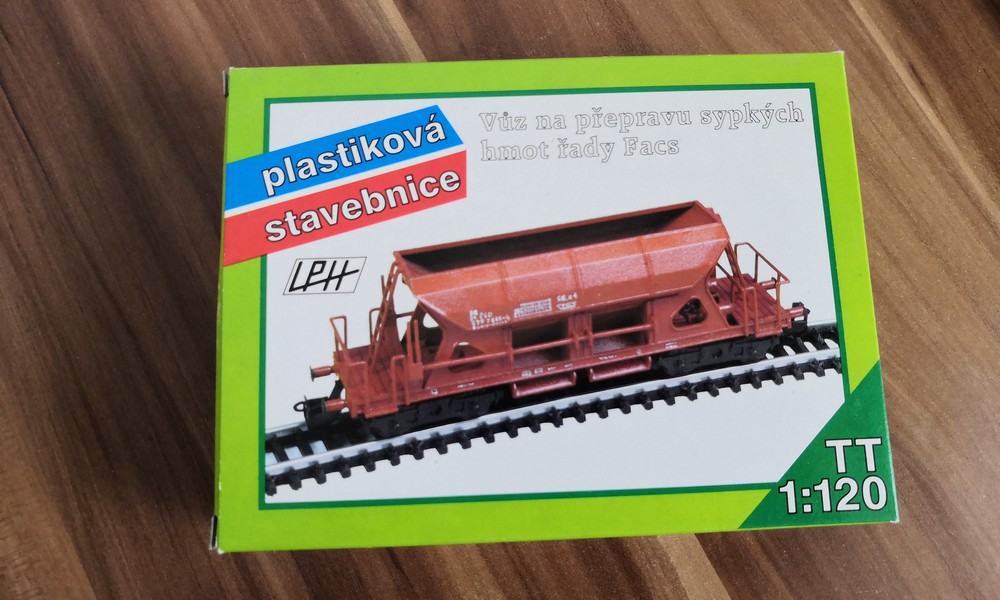 plastiková
stavebnice
Vůz na přepravu sypkých
hmot řady Facs
LPH
TT
1:120